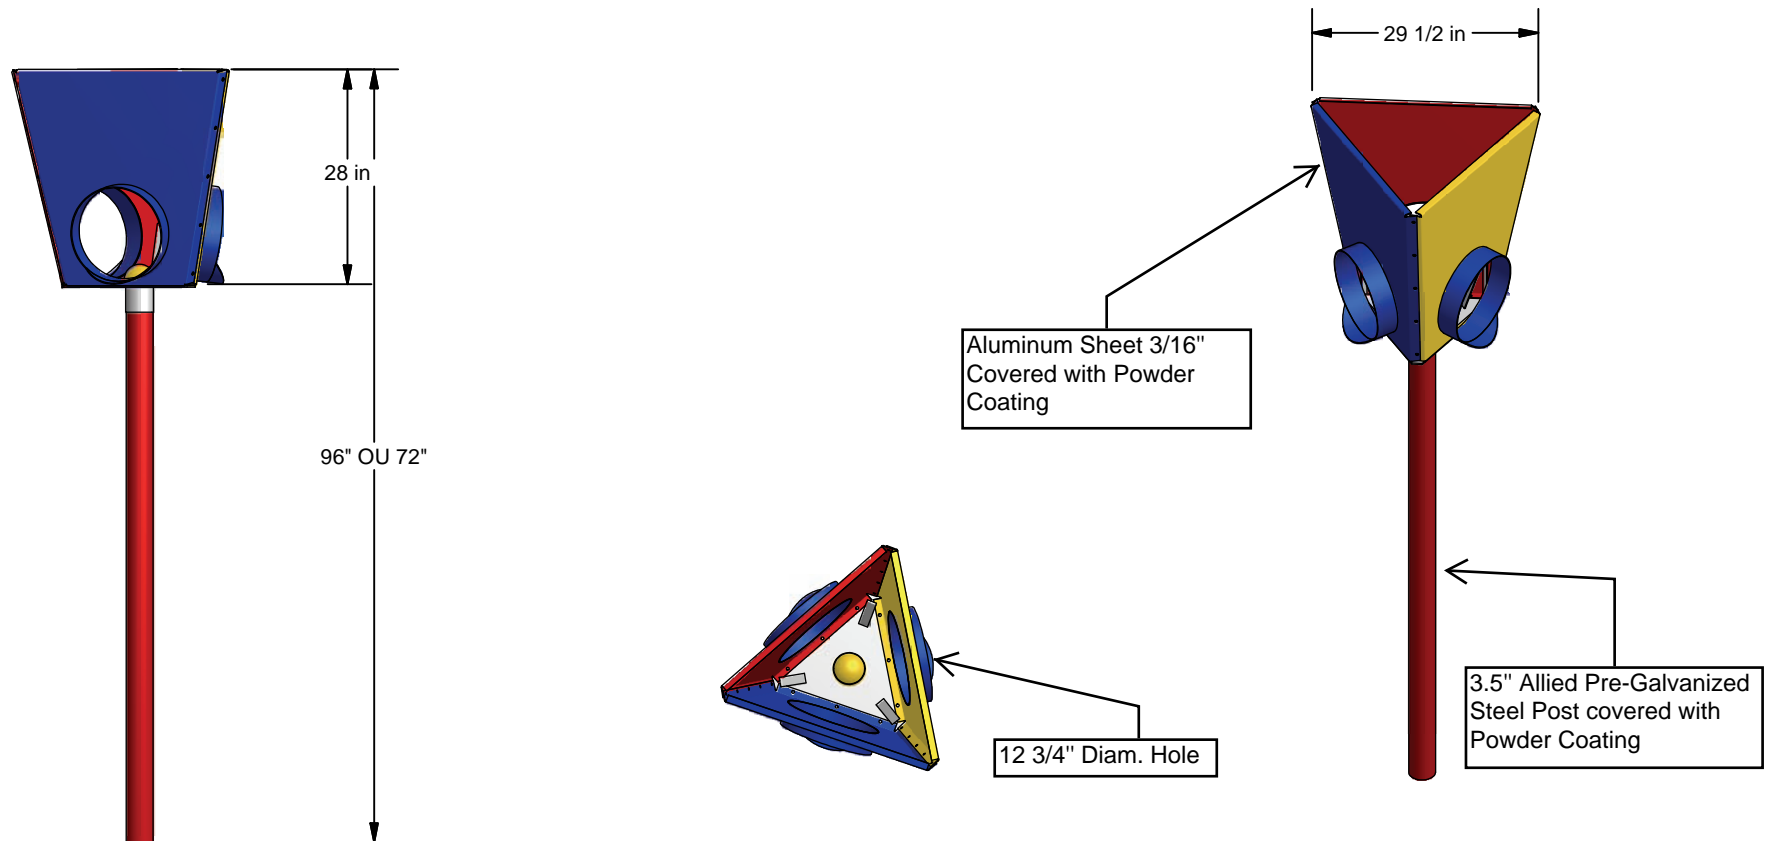 29 1/2 in
28 in
Aluminum Sheet 3/16"
Covered with Powder
Coating
96" OU 72"
3.5" Allied Pre-Galvanized
Steel Post covered with
Powder Coating
12 3/4" Diam. Hole